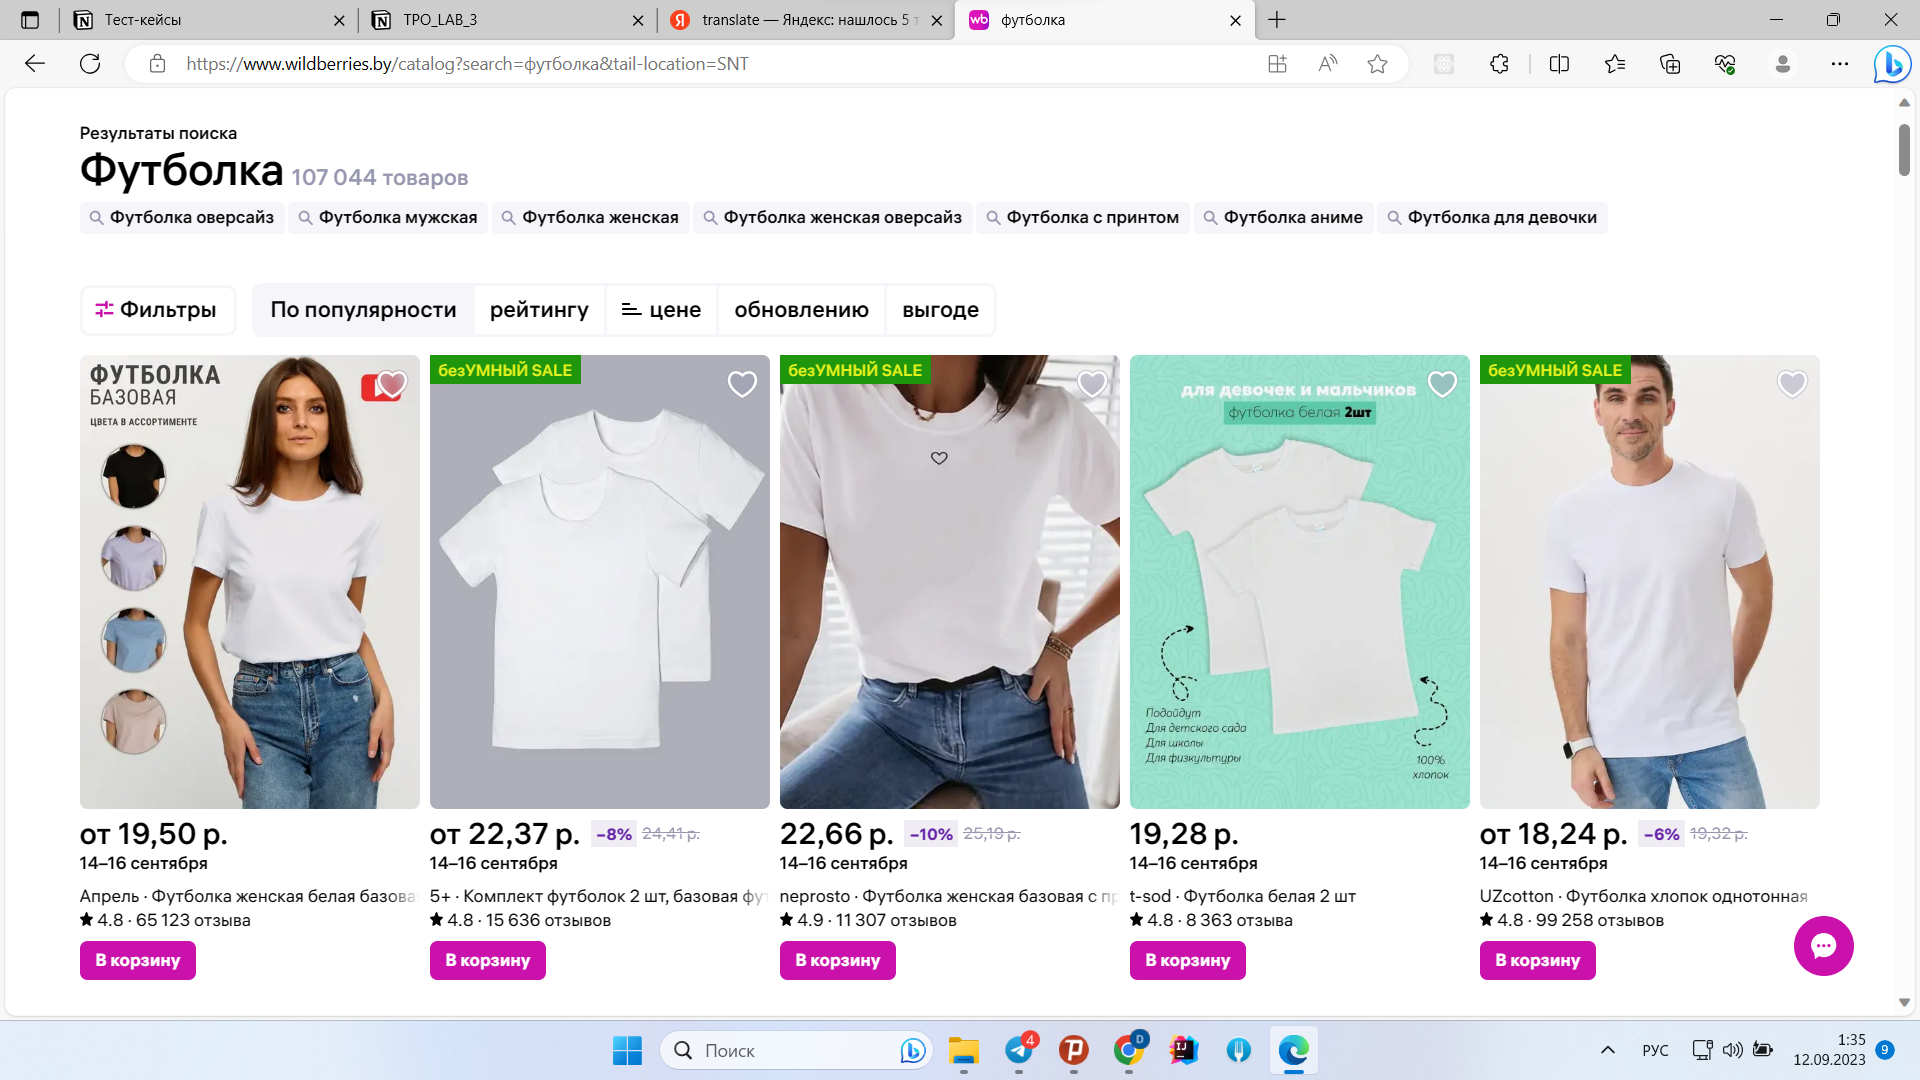 Тест-кейсы
TPO_LAB_3
translate — Яндекс: нашлось 5 т
футболка
https://www.wildberries.by/catalog?search=футболка&tail-location=SNT
Результаты поиска
Футболка 107 044 товаров
Футболка оверсайз
Футболка мужская
Футболка женская
Футболка женская оверсайз
Футболка с принтом
Футболка аниме
Футболка для девочки
Фильтры
По популярности
рейтингу
цене
обновлению
выгоде
ФУТБОЛКА
БАЗОВАЯ
ЦВЕТА В АССОРТИМЕНТЕ
безУМНЫЙ SALE
безУМНЫЙ SALE
для девочек и мальчиков
футболка белая 2шт
Подойдут
Для детского сада
Для школы
Для физкультуры
100%
хлопок
безУМНЫЙ SALE
от 19,50 р.
14–16 сентября
Апрель · Футболка женская белая базова
4.8 · 65 123 отзыва
В корзину
от 22,37 р. −8% 24,41 р.
14–16 сентября
5+ · Комплект футболок 2 шт, базовая фут
4.8 · 15 636 отзывов
В корзину
22,66 р. −10% 25,19 р.
14–16 сентября
neprosto · Футболка женская базовая с пр
4.9 · 11 307 отзывов
В корзину
19,28 р.
14–16 сентября
t-sod · Футболка белая 2 шт
4.8 · 8 363 отзыва
В корзину
от 18,24 р. −6% 19,32 р.
14–16 сентября
UZcotton · Футболка хлопок однотонная
4.8 · 99 258 отзывов
В корзину
Поиск
4
D
РУС
1:35
12.09.2023
9